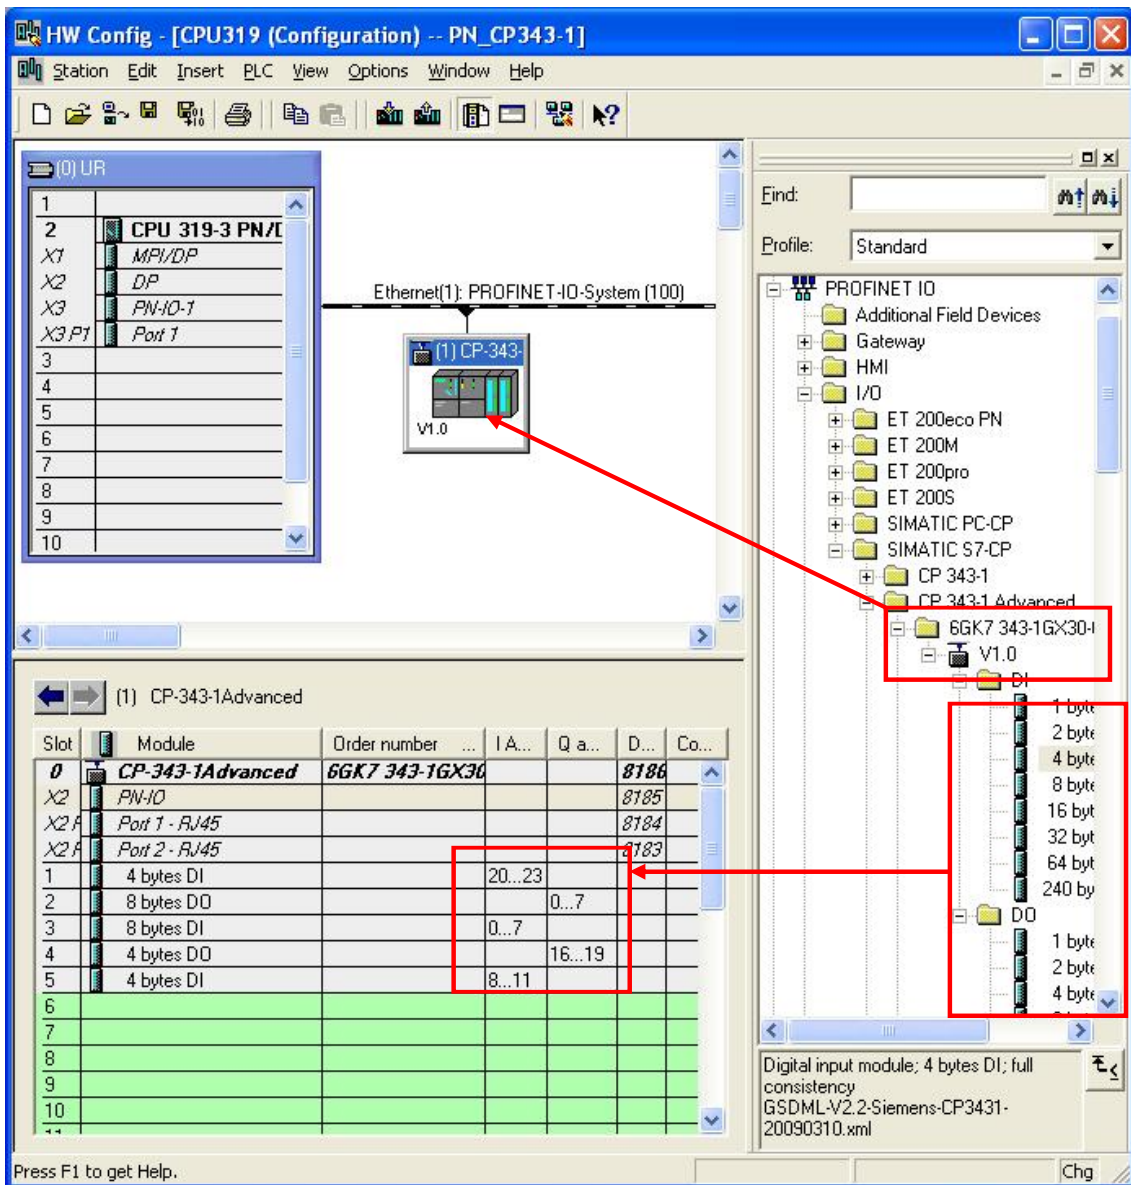 HW Config - [CPU319 (Configuration) -- PN_CP343-1]
Station Edit Insert PLC View Options Window Help
(0) UR
1
2 CPU 319-3 PN/D
X1 MPI/DP
X2 DP
X3 PN-IO-1
X3 P1 Port 1
3
4
5
6
7
8
9
10
Ethernet(1): PROFINET-IO-System (100)
(1) CP-343-
V1.0
Find:
Profile: Standard
PROFINET IO
Additional Field Devices
Gateway
HMI
I/O
ET 200eco PN
ET 200M
ET 200pro
ET 200S
SIMATIC PC-CP
SIMATIC S7-CP
CP 343-1
CP 343-1 Advanced
6GK7 343-1GX30-
V1.0
DI
1 byte
2 byte
4 byte
8 byte
16 byt
32 byt
64 byt
240 by
DO
1 byte
2 byte
4 byte
(1) CP-343-1Advanced
Slot Module Order number ... I A... Q a... D... Co...
0 CP-343-1Advanced 6GK7 343-1GX30 8186
X2 PN-IO 8185
X2 P Port 1 - RJ45 8184
X2 P Port 2 - RJ45 8183
1 4 bytes DI 20...23
2 8 bytes DO 0...7
3 8 bytes DI 0...7
4 4 bytes DO 16...19
5 4 bytes DI 8...11
6
7
8
9
10
11
Digital input module; 4 bytes DI; full
consistency
GSDML-V2.2-Siemens-CP3431-
20090310.xml
Press F1 to get Help. Chg